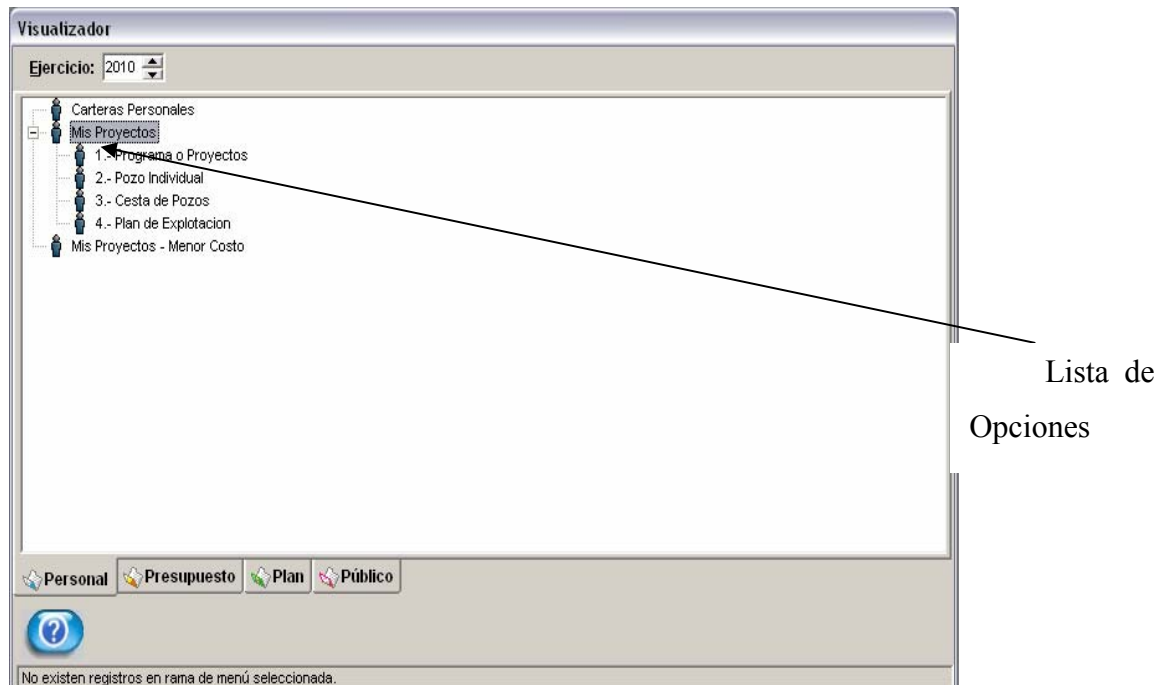 Visualizador
Ejercicio: 2010
Carteras Personales
Mis Proyectos
1.- Programa o Proyectos
2.- Pozo Individual
3.- Cesta de Pozos
4.- Plan de Explotacion
Mis Proyectos - Menor Costo
Lista de
Opciones
Personal Presupuesto Plan Público
?
No existen registros en rama de menú seleccionada.